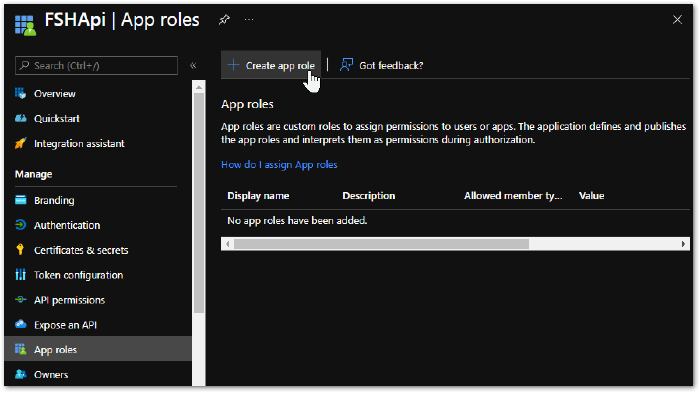 FSHApi | App roles
Search (Ctrl+/)
Overview
Quickstart
Integration assistant
Manage
Branding
Authentication
Certificates & secrets
Token configuration
API permissions
Expose an API
App roles
Owners
Create app role
Got feedback?
App roles
App roles are custom roles to assign permissions to users or apps. The application defines and publishes
the app roles and interprets them as permissions during authorization.
How do I assign App roles
Display name Description Allowed member ty... Value
No app roles have been added.